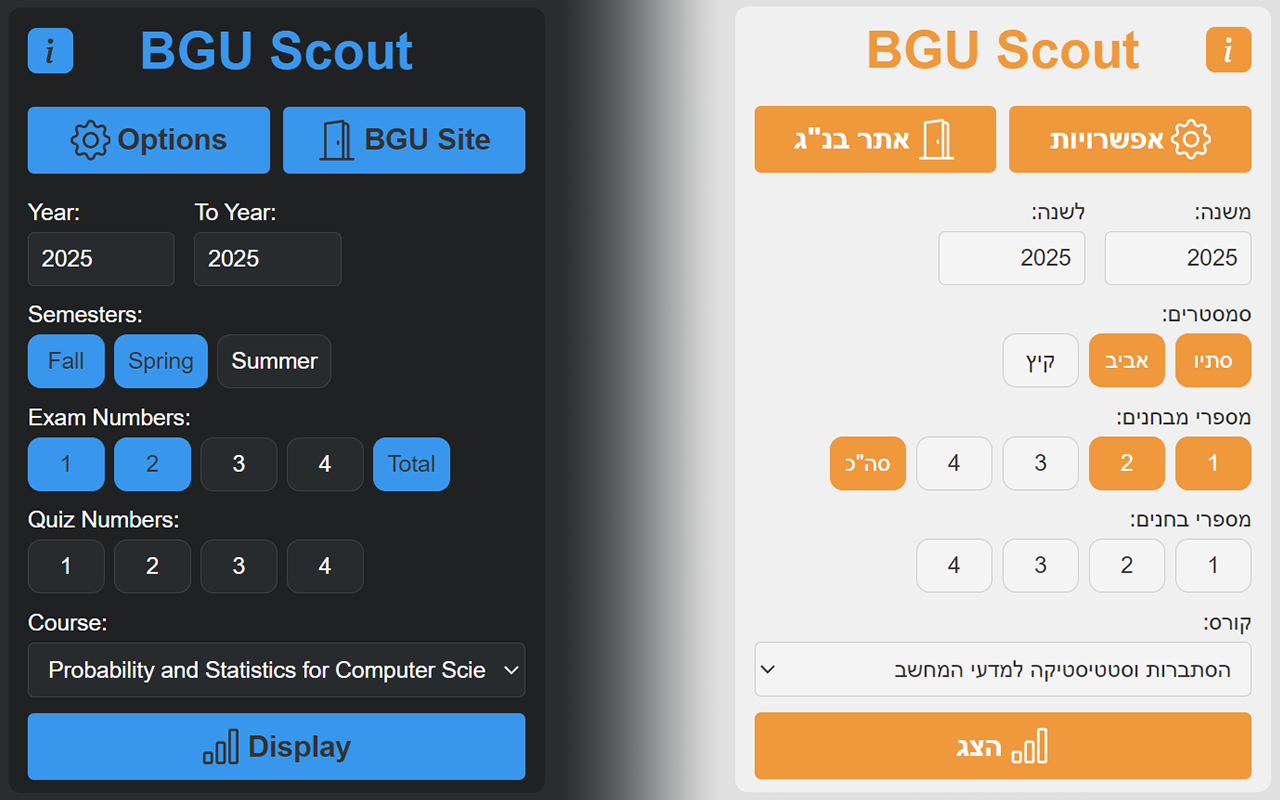 i
BGU Scout
Options
BGU Site
Year:
To Year:
2025
2025
Semesters:
Fall
Spring
Summer
Exam Numbers:
1
2
3
4
Total
Quiz Numbers:
1
2
3
4
Course:
Probability and Statistics for Computer Scie
Display
BGU Scout
i
אפשרויות
אתר בנ"ג
משנה:
לשנה:
2025
2025
סמסטרים:
סתיו
אביב
קיץ
מספרי מבחנים:
1
2
3
4
סה"כ
מספרי בחנים:
1
2
3
4
קורס:
הסתברות וסטטיסטיקה למדעי המחשב
הצג